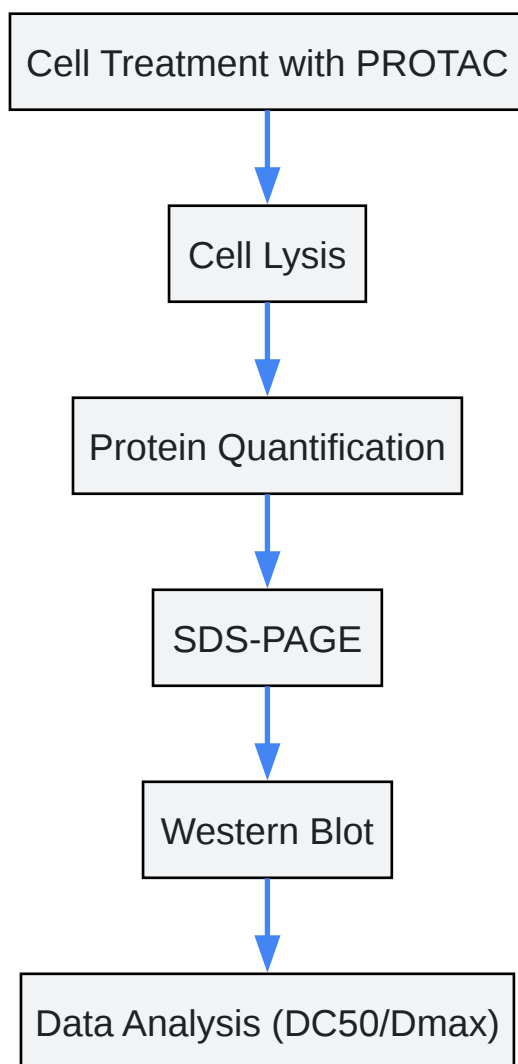 Cell Treatment with PROTAC
Cell Lysis
Protein Quantification
SDS-PAGE
Western Blot
Data Analysis (DC50/Dmax)